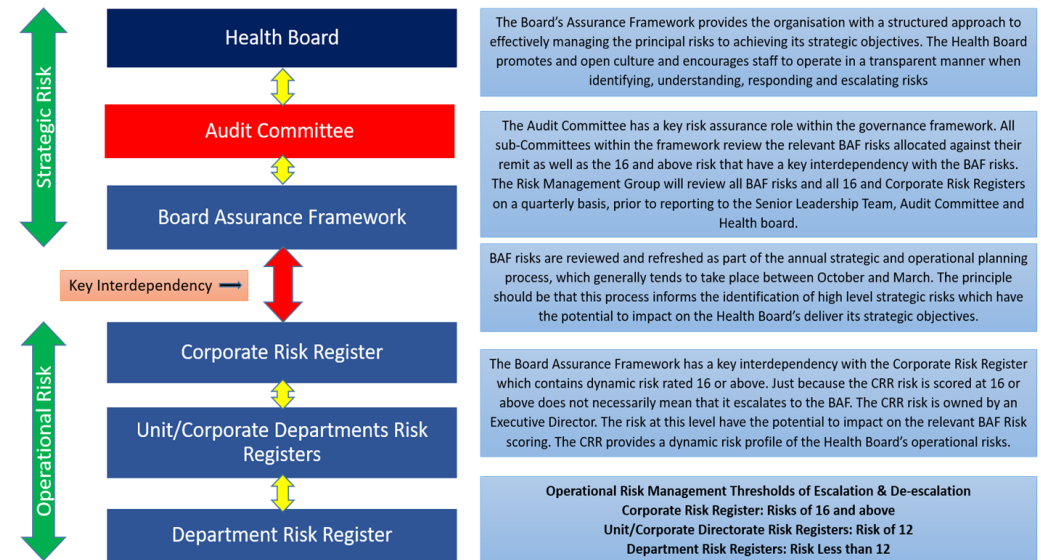 Strategic Risk
Health Board
Audit Committee
Board Assurance Framework
Key Interdependency
Operational Risk
Corporate Risk Register
Unit/Corporate Departments Risk
Registers
Department Risk Register
The Board's Assurance Framework provides the organisation with a structured approach to
effectively managing the principal risks to achieving its strategic objectives. The Health Board
promotes and open culture and encourages staff to operate in a transparent manner when
identifying, understanding, responding and escalating risks
The Audit Committee has a key risk assurance role within the governance framework. All
sub-Committees within the framework review the relevant BAF risks allocated against their
remit as well as the 16 and above risk that have a key interdependency with the BAF risks.
The Risk Management Group will review all BAF risks and all 16 and Corporate Risk Registers
on a quarterly basis, prior to reporting to the Senior Leadership Team, Audit Committee and
Health board.
BAF risks are reviewed and refreshed as part of the annual strategic and operational planning
process, which generally tends to take place between October and March. The principle
should be that this process informs the identification of high level strategic risks which have
the potential to impact on the Health Board's deliver its strategic objectives.
The Board Assurance Framework has a key interdependency with the Corporate Risk Register
which contains dynamic risk rated 16 or above. Just because the CRR risk is scored at 16 or
above does not necessarily mean that it escalates to the BAF. The CRR risk is owned by an
Executive Director. The risk at this level have the potential to impact on the relevant BAF Risk
scoring. The CRR provides a dynamic risk profile of the Health Board's operational risks.
Operational Risk Management Thresholds of Escalation & De-escalation
Corporate Risk Register: Risks of 16 and above
Unit/Corporate Directorate Risk Registers: Risk of 12
Department Risk Registers: Risk Less than 12